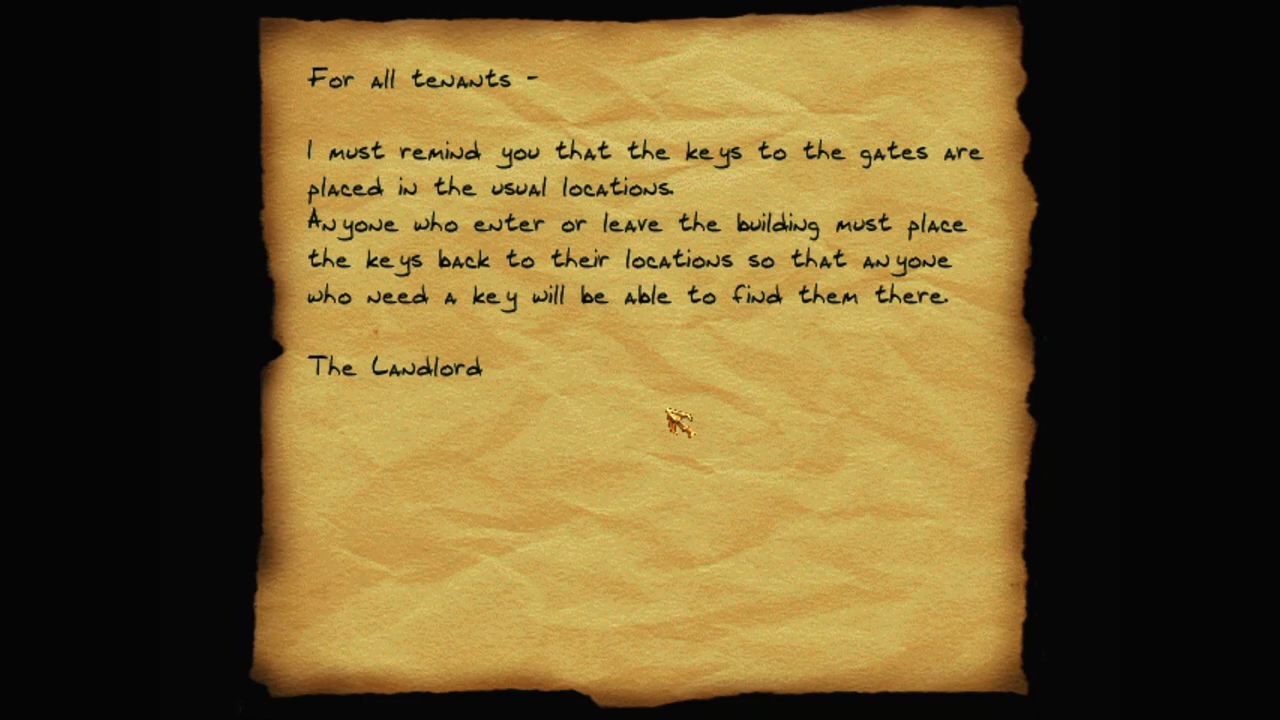 For all tenants -
I must remind you that the keys to the gates are
placed in the usual locations.
Anyone who enter or leave the building must place
the keys back to their locations so that anyone
who need a key will be able to find them there.
The Landlord